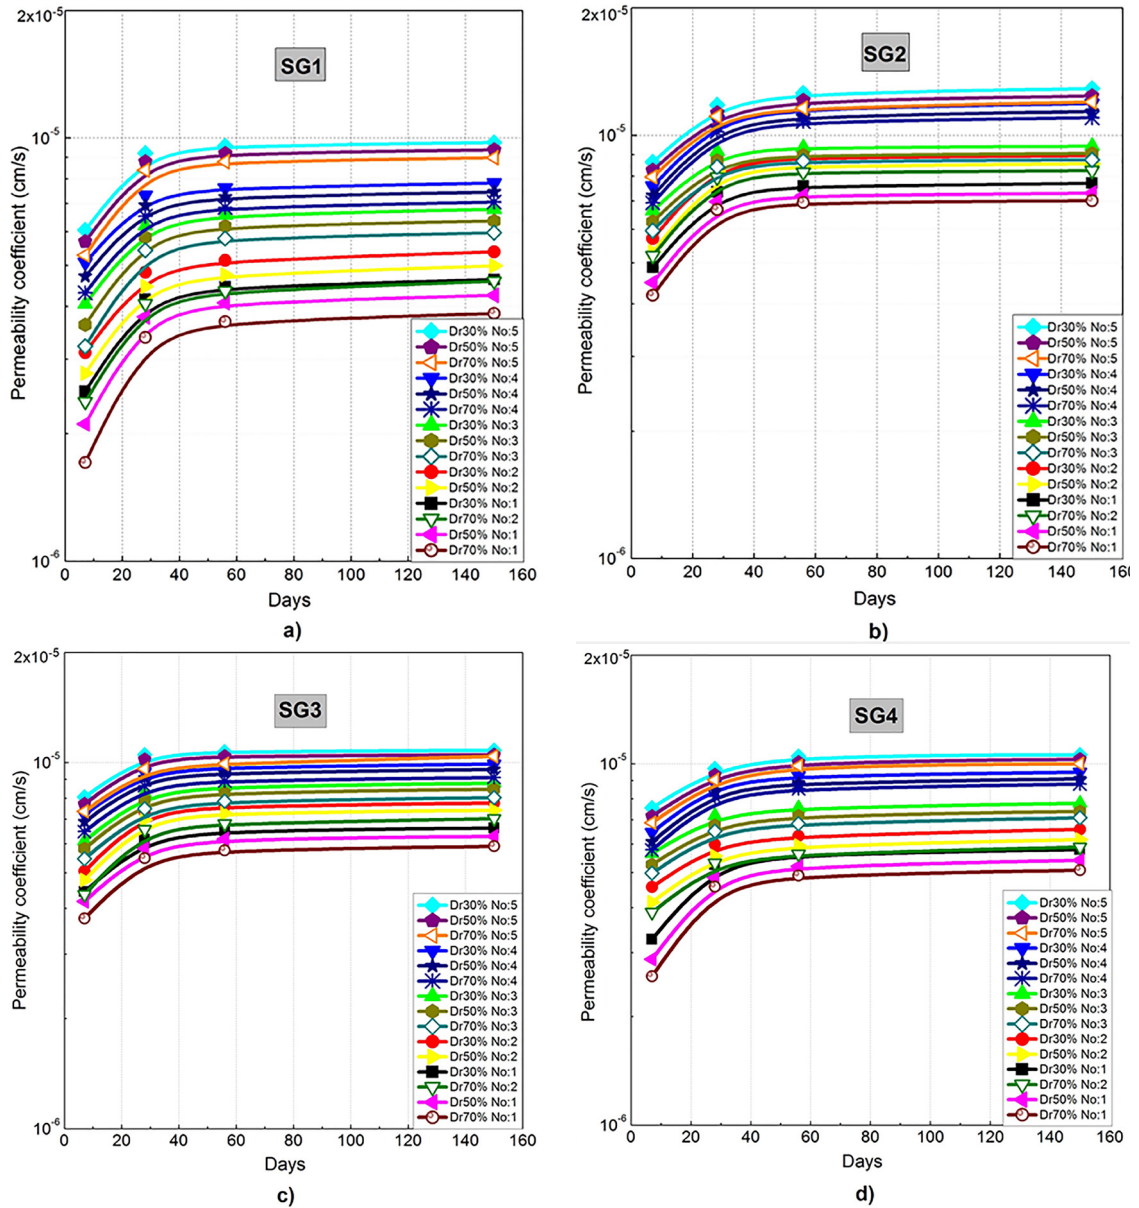 2x10-5
SG1
10-5
Permeability coefficient (cm/s)
Dr30% No:5
Dr50% No:5
Dr70% No:5
Dr30% No:4
Dr50% No:4
Dr70% No:4
Dr30% No:3
Dr50% No:3
Dr70% No:3
Dr30% No:2
Dr50% No:2
Dr30% No:1
Dr70% No:2
Dr50% No:1
Dr70% No:1
10-6
0 20 40 60 80 100 120 140 160
Days
a)
2x10-5
SG2
10-5
Permeability coefficient (cm/s)
Dr30% No:5
Dr50% No:5
Dr70% No:5
Dr30% No:4
Dr50% No:4
Dr70% No:4
Dr30% No:3
Dr50% No:3
Dr70% No:3
Dr30% No:2
Dr50% No:2
Dr30% No:1
Dr70% No:2
Dr50% No:1
Dr70% No:1
10-6
0 20 40 60 80 100 120 140 160
Days
b)
2x10-5
SG3
10-5
Permeability coefficient (cm/s)
Dr30% No:5
Dr50% No:5
Dr70% No:5
Dr30% No:4
Dr50% No:4
Dr70% No:4
Dr30% No:3
Dr50% No:3
Dr70% No:3
Dr30% No:2
Dr50% No:2
Dr30% No:1
Dr70% No:2
Dr50% No:1
Dr70% No:1
10-6
0 20 40 60 80 100 120 140 160
Days
c)
2x10-5
SG4
10-5
Permeability coefficient (cm/s)
Dr30% No:5
Dr50% No:5
Dr70% No:5
Dr30% No:4
Dr50% No:4
Dr70% No:4
Dr30% No:3
Dr50% No:3
Dr70% No:3
Dr30% No:2
Dr50% No:2
Dr30% No:1
Dr70% No:2
Dr50% No:1
Dr70% No:1
10-6
0 20 40 60 80 100 120 140 160
Days
d)